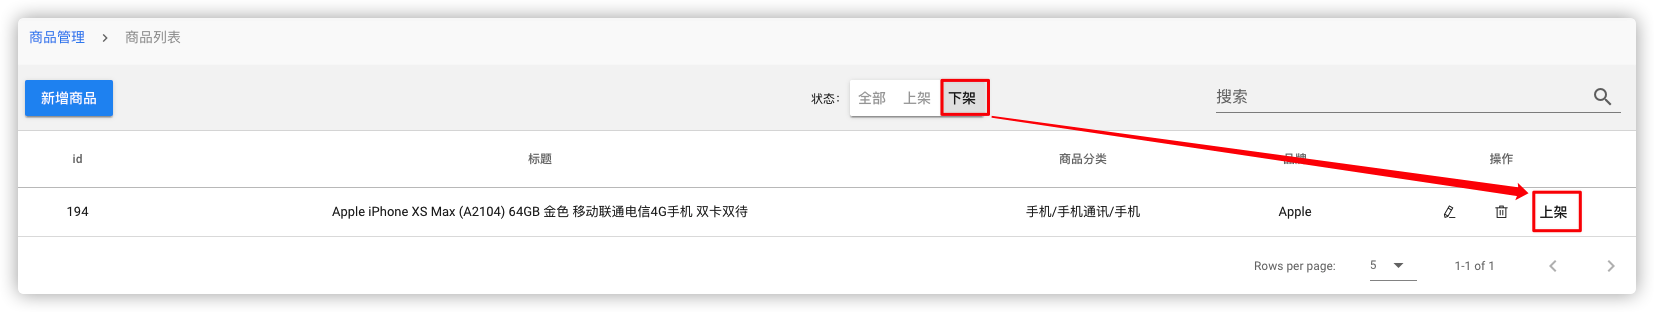 商品管理 > 商品列表
新增商品 状态: 全部 上架 下架 搜索
id 标题 商品分类 品牌 操作
194 Apple iPhone XS Max (A2104) 64GB 金色 移动联通电信4G手机 双卡双待 手机/手机通讯/手机 Apple 上架
Rows per page: 5 1-1 of 1